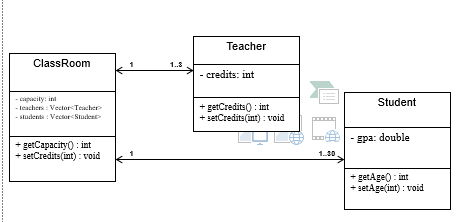 Teacher
- credits: int
+ getCredits() : int
+ setCredits(int) : void
ClassRoom
- capacity: int
- teachers : Vector<Teacher>
- students : Vector<Student>
+ getCapacity() : int
+ setCredits(int) : void
1
1..3
Student
- gpa: double
+ getAge() : int
+ setAge(int) : void
1
1..30